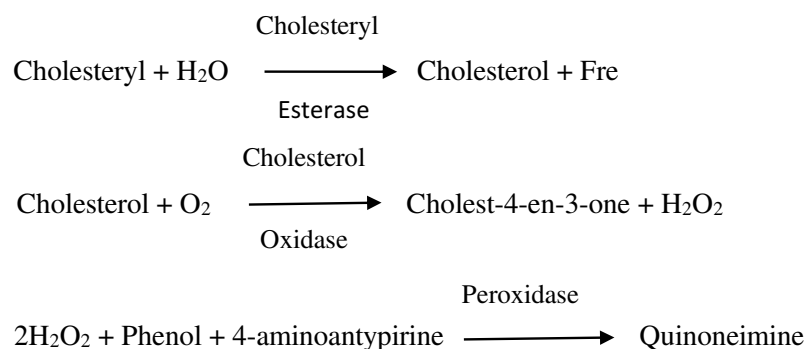 Cholesteryl
Cholesteryl + H₂O Cholesterol + Fre
Esterase
Cholesterol
Cholesterol + O₂ Cholest-4-en-3-one + H₂O₂
Oxidase
Peroxidase
2H₂O₂ + Phenol + 4-aminoantypirine Quinoneimine